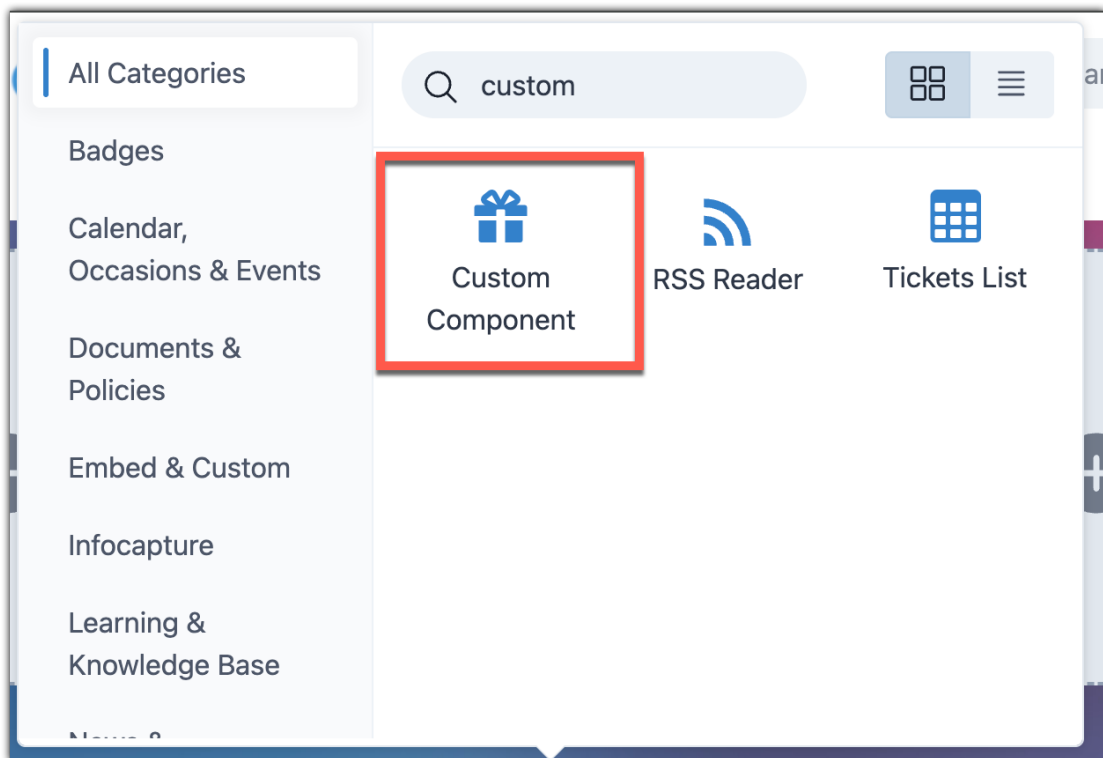 All Categories
Badges
Calendar,
Occasions & Events
Documents &
Policies
Embed & Custom
Infocapture
Learning &
Knowledge Base
custom
Custom
Component
RSS Reader
Tickets List